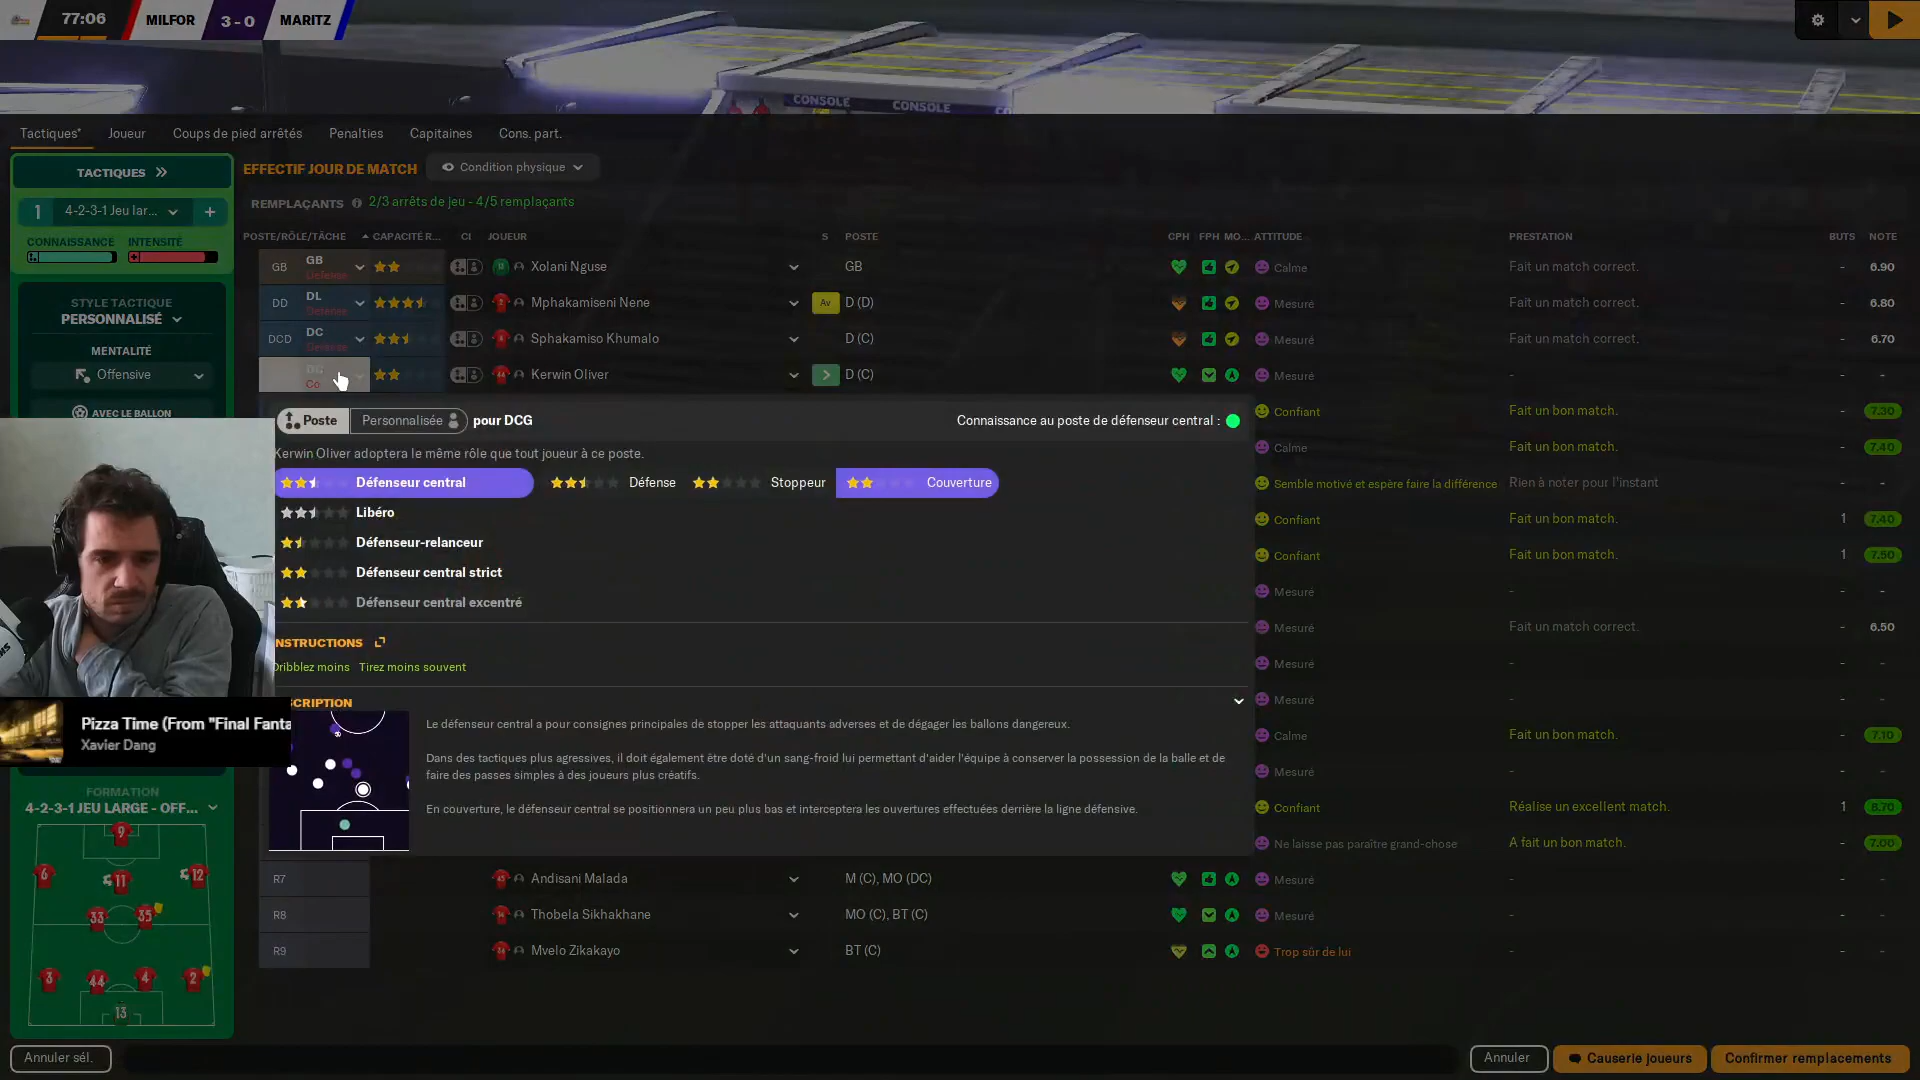 77:06 MILFOR 3 - 0 MARITZ
CONSOLE CONSOLE
Tactiques* Joueur Coups de pied arrêtés Penalties Capitaines Cons. part.
TACTIQUES
EFFECTIF JOUR DE MATCH Condition physique
1 4-2-3-1 Jeu lar... +
REMPLAÇANTS 2/3 arrêts de jeu - 4/5 remplaçants
CONNAISSANCE INTENSITÉ
POSTE/RÔLE/TÂCHE CAPACITÉ R... CI JOUEUR S POSTE CPH FPH MO... ATTITUDE PRESTATION BUTS NOTE
GB GB Défense Xolani Nguse GB Calme Fait un match correct. - 6.90
DD DL Défense Mphakamiseni Nene Av D (D) Mesuré Fait un match correct. - 6.80
DCD DC Défense Sphakamiso Khumalo D (C) Mesuré Fait un match correct. - 6.70
DC Co Kerwin Oliver D (C) Mesuré - - -
STYLE TACTIQUE
PERSONNALISÉ
MENTALITÉ
Offensive
AVEC LE BALLON
Poste Personnalisée pour DCG Connaissance au poste de défenseur central :
Kerwin Oliver adoptera le même rôle que tout joueur à ce poste.
Défenseur central Défense Stoppeur Couverture
Libéro
Défenseur-relanceur
Défenseur central strict
Défenseur central excentré
NSTRUCTIONS
Dribblez moins Tirez moins souvent
SCRIPTION
Le défenseur central a pour consignes principales de stopper les attaquants adverses et de dégager les ballons dangereux.
Dans des tactiques plus agressives, il doit également être doté d'un sang-froid lui permettant d'aider l'équipe à conserver la possession de la balle et de
faire des passes simples à des joueurs plus créatifs.
En couverture, le défenseur central se positionnera un peu plus bas et interceptera les ouvertures effectuées derrière la ligne défensive.
Confiant Fait un bon match. - 7.30
Calme Fait un bon match. - 7.40
Semble motivé et espère faire la différence Rien à noter pour l'instant - -
Confiant Fait un bon match. 1 7.40
Confiant Fait un bon match. 1 7.50
Mesuré - - -
Mesuré Fait un match correct. - 6.50
Mesuré - - -
Mesuré - - -
Calme Fait un bon match. - 7.10
Mesuré - - -
Confiant Réalise un excellent match. 1 8.70
Ne laisse pas paraître grand-chose A fait un bon match. - 7.00
Pizza Time (From "Final Fanta
Xavier Dang
FORMATION
4-2-3-1 JEU LARGE - OFF...
9
6 11 12
33 35
3 44 4 2
13
R7 Andisani Malada M (C), MO (DC) Mesuré - - -
R8 Thobela Sikhakhane MO (C), BT (C) Mesuré - - -
R9 Mvelo Zikakayo BT (C) Trop sûr de lui - - -
Annuler sél. Annuler Causerie joueurs Confirmer remplacements